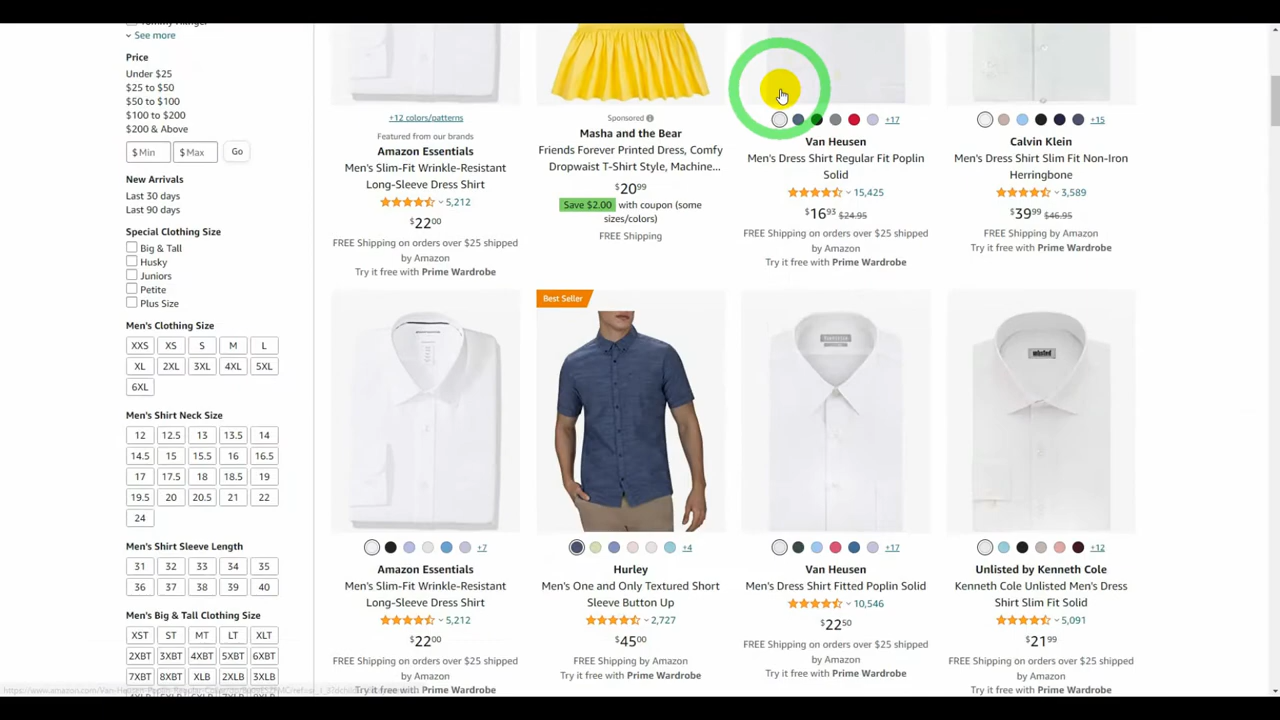 See more
Price
Under $25
$25 to $50
$50 to $100
$100 to $200
$200 & Above
$ Min $ Max Go
New Arrivals
Last 30 days
Last 90 days
Special Clothing Size
Big & Tall
Husky
Juniors
Petite
Plus Size
Men's Clothing Size
XXS XS S M L
XL 2XL 3XL 4XL 5XL
6XL
Men's Shirt Neck Size
12 12.5 13 13.5 14
14.5 15 15.5 16 16.5
17 17.5 18 18.5 19
19.5 20 20.5 21 22
24
Men's Shirt Sleeve Length
31 32 33 34 35
36 37 38 39 40
Men's Big & Tall Clothing Size
XST ST MT LT XLT
2XBT 3XBT 4XBT 5XBT 6XBT
7XBT 8XBT XLB 2XLB 3XLB
+12 colors/patterns
Featured from our brands
Amazon Essentials
Men's Slim-Fit Wrinkle-Resistant
Long-Sleeve Dress Shirt
5,212
$2200
FREE Shipping on orders over $25 shipped
by Amazon
Try it free with Prime Wardrobe
Sponsored
Masha and the Bear
Friends Forever Printed Dress, Comfy
Dropwaist T-Shirt Style, Machine...
$2099
Save $2.00 with coupon (some
sizes/colors)
FREE Shipping
+17
Van Heusen
Men's Dress Shirt Regular Fit Poplin
Solid
15,425
$1693 $24.95
FREE Shipping on orders over $25 shipped
by Amazon
Try it free with Prime Wardrobe
+15
Calvin Klein
Men's Dress Shirt Slim Fit Non-Iron
Herringbone
3,589
$3999 $46.95
FREE Shipping by Amazon
Try it free with Prime Wardrobe
+7
Amazon Essentials
Men's Slim-Fit Wrinkle-Resistant
Long-Sleeve Dress Shirt
5,212
$2200
FREE Shipping on orders over $25 shipped
by Amazon
Try it free with Prime Wardrobe
Best Seller
+4
Hurley
Men's One and Only Textured Short
Sleeve Button Up
2,727
$4500
FREE Shipping by Amazon
Try it free with Prime Wardrobe
+17
Van Heusen
Men's Dress Shirt Fitted Poplin Solid
10,546
$2250
FREE Shipping on orders over $25 shipped
by Amazon
Try it free with Prime Wardrobe
unlisted
+12
Unlisted by Kenneth Cole
Kenneth Cole Unlisted Men's Dress
Shirt Slim Fit Solid
5,091
$2199
FREE Shipping on orders over $25 shipped
by Amazon
Try it free with Prime Wardrobe